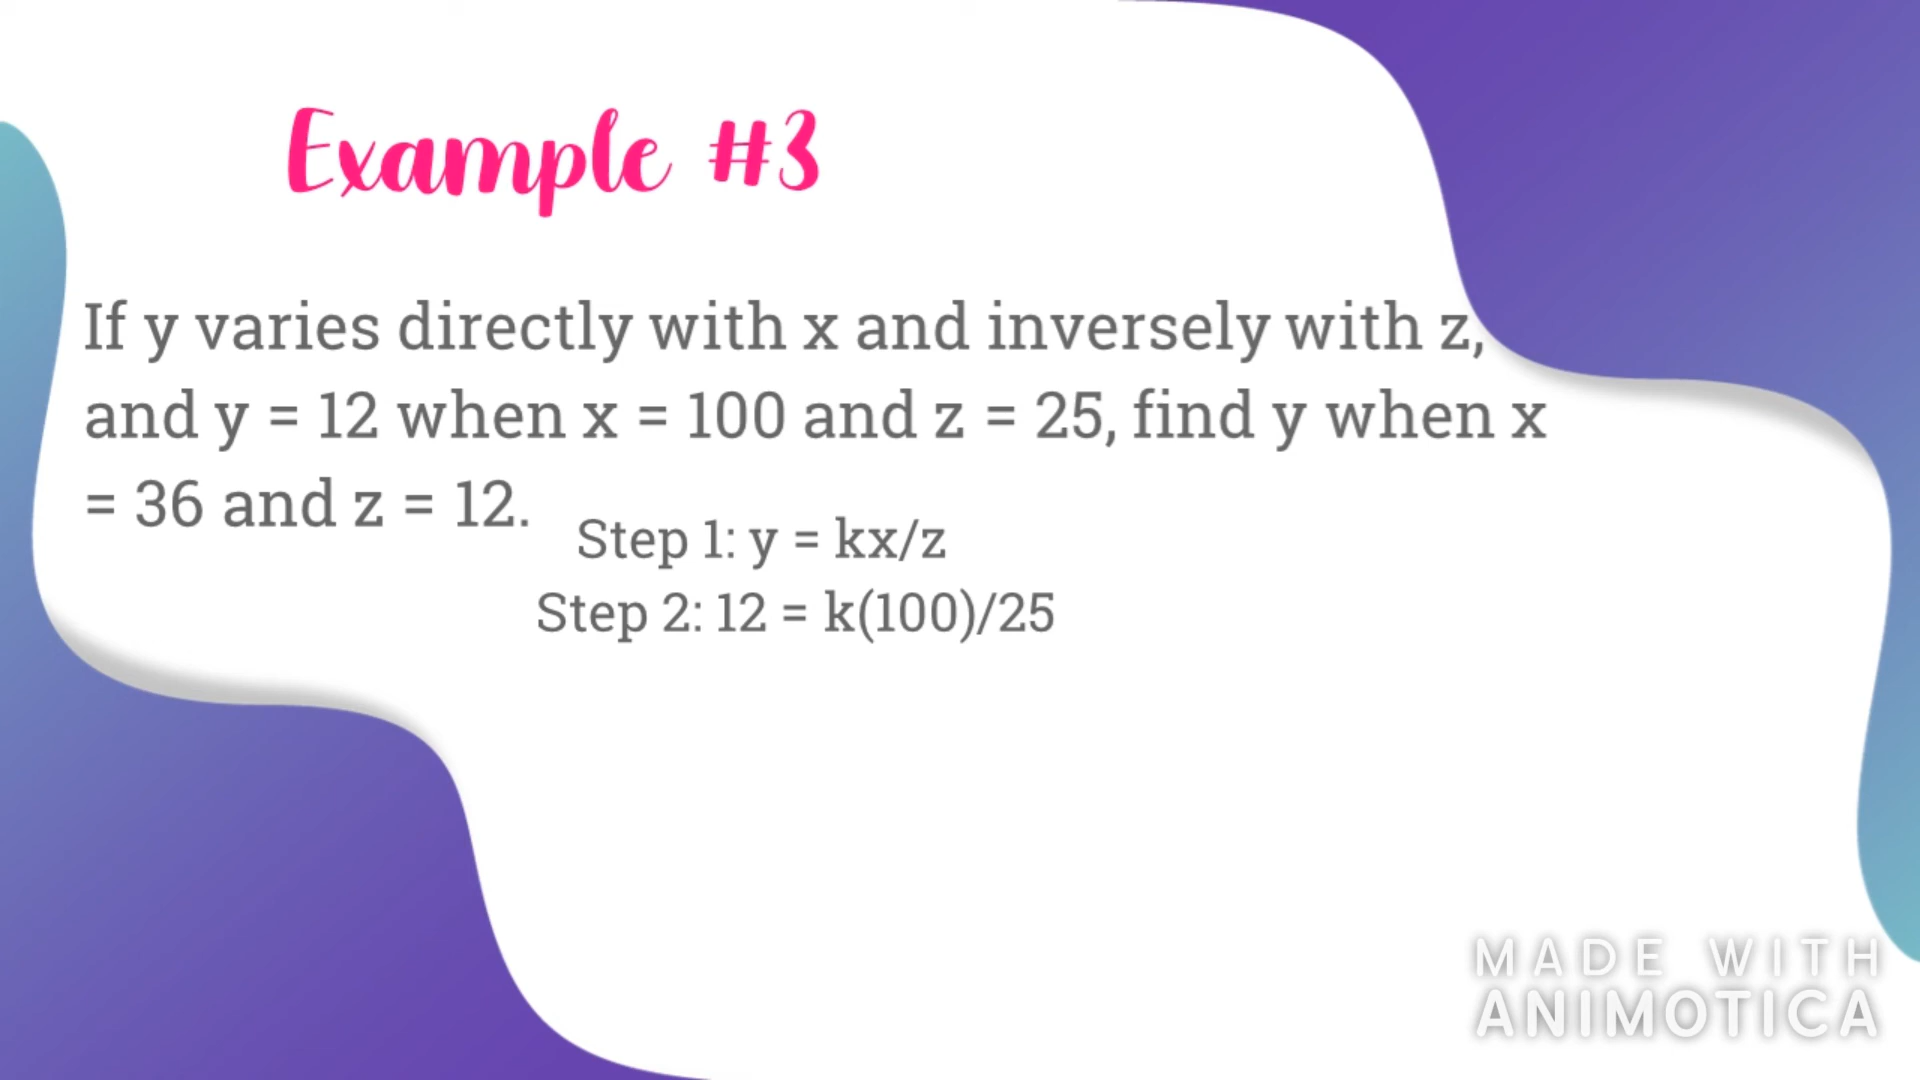 Example #3
If y varies directly with x and inversely with z,
and y = 12 when x = 100 and z = 25, find y when x
= 36 and z = 12.
Step 1: y = kx/z
Step 2: 12 = k(100)/25
MADE WITH
ANIMOTICA